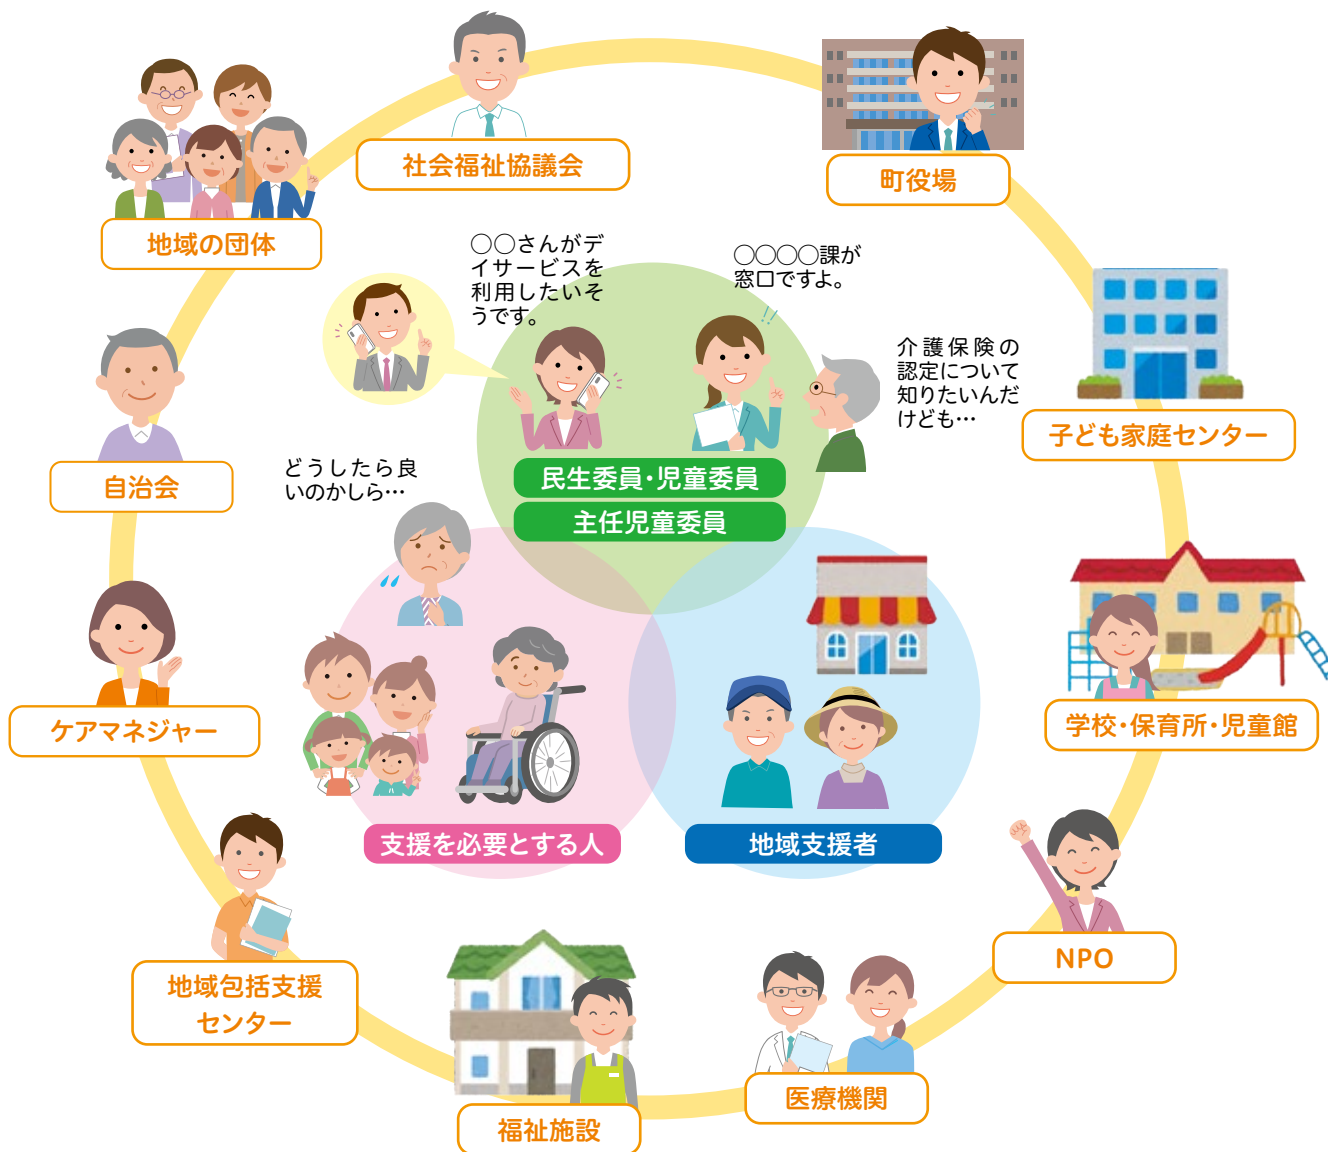 社会福祉協議会
町役場
地域の団体
○○さんがデ
イサービスを
利用したいそ
うです。
○○○○課が
窓口ですよ。
介護保険の
認定について
知りたいんだ
けども…
子ども家庭センター
自治会
どうしたら良
いのかしら…
民生委員・児童委員
主任児童委員
ケアマネジャー
学校・保育所・児童館
支援を必要とする人
地域支援者
NPO
地域包括支援
センター
医療機関
福祉施設